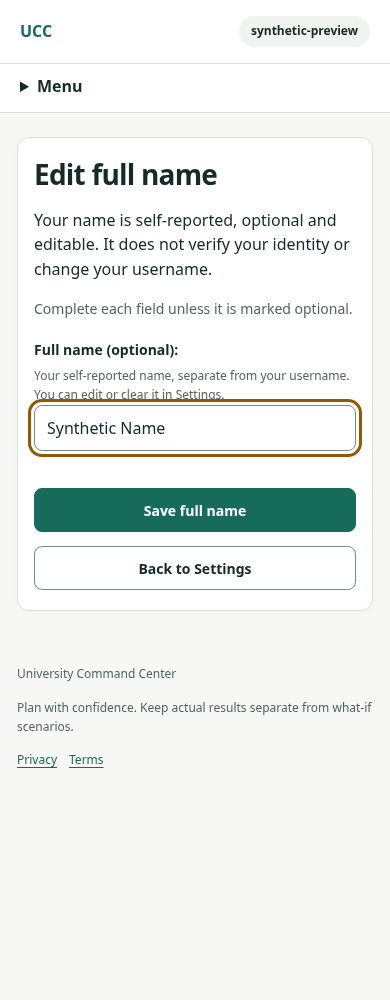 UCC
synthetic-preview
Menu
Edit full name
Your name is self-reported, optional and
editable. It does not verify your identity or
change your username.
Complete each field unless it is marked optional.
Full name (optional):
Your self-reported name, separate from your username.
You can edit or clear it in Settings.
Synthetic Name
Save full name
Back to Settings
University Command Center
Plan with confidence. Keep actual results separate from what-if
scenarios.
Privacy Terms